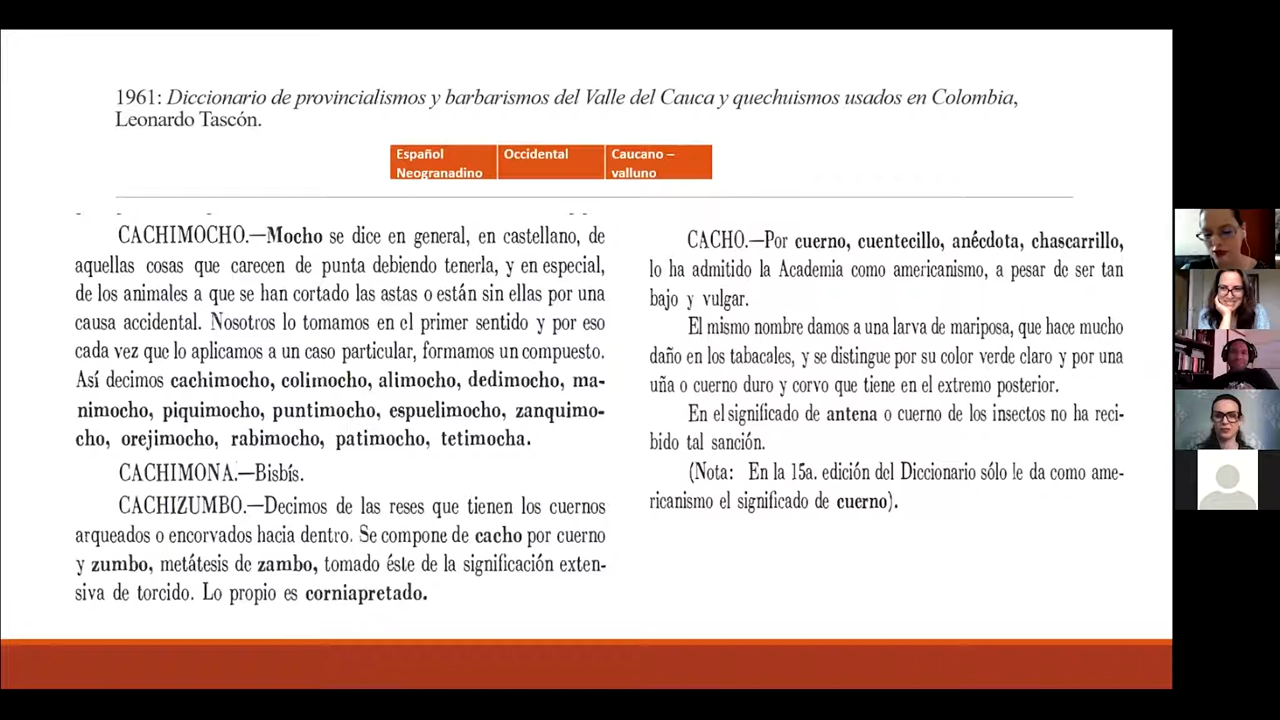 1961: Diccionario de provincialismos y barbarismos del Valle del Cauca y quechuismos usados en Colombia,
Leonardo Tascón.
Español
Neogranadino
Occidental
Caucano –
valluno
CACHIMOCHO.—Mocho se dice en general, en castellano, de
aquellas cosas que carecen de punta debiendo tenerla, y en especial,
de los animales a que se han cortado las astas o están sin ellas por una
causa accidental. Nosotros lo tomamos en el primer sentido y por eso
cada vez que lo aplicamos a un caso particular, formamos un compuesto.
Así decimos cachimocho, colimocho, alimocho, dedimocho, ma-
nimocho, piquimocho, puntimocho, espuelimocho, zanquimo-
cho, orejimocho, rabimocho, patimocho, tetimocha.
CACHIMONA.—Bisbís.
CACHIZUMBO.—Decimos de las reses que tienen los cuernos
arqueados o encorvados hacia dentro. Se compone de cacho por cuerno
y zumbo, metátesis de zambo, tomado éste de la significación exten-
siva de torcido. Lo propio es corniapretado.
CACHO.—Por cuerno, cuentecillo, anécdota, chascarrillo,
lo ha admitido la Academia como americanismo, a pesar de ser tan
bajo y vulgar.
El mismo nombre damos a una larva de mariposa, que hace mucho
daño en los tabacales, y se distingue por su color verde claro y por una
uña o cuerno duro y corvo que tiene en el extremo posterior.
En el significado de antena o cuerno de los insectos no ha reci-
bido tal sanción.
(Nota: En la 15a. edición del Diccionario sólo le da como ame-
ricanismo el significado de cuerno).